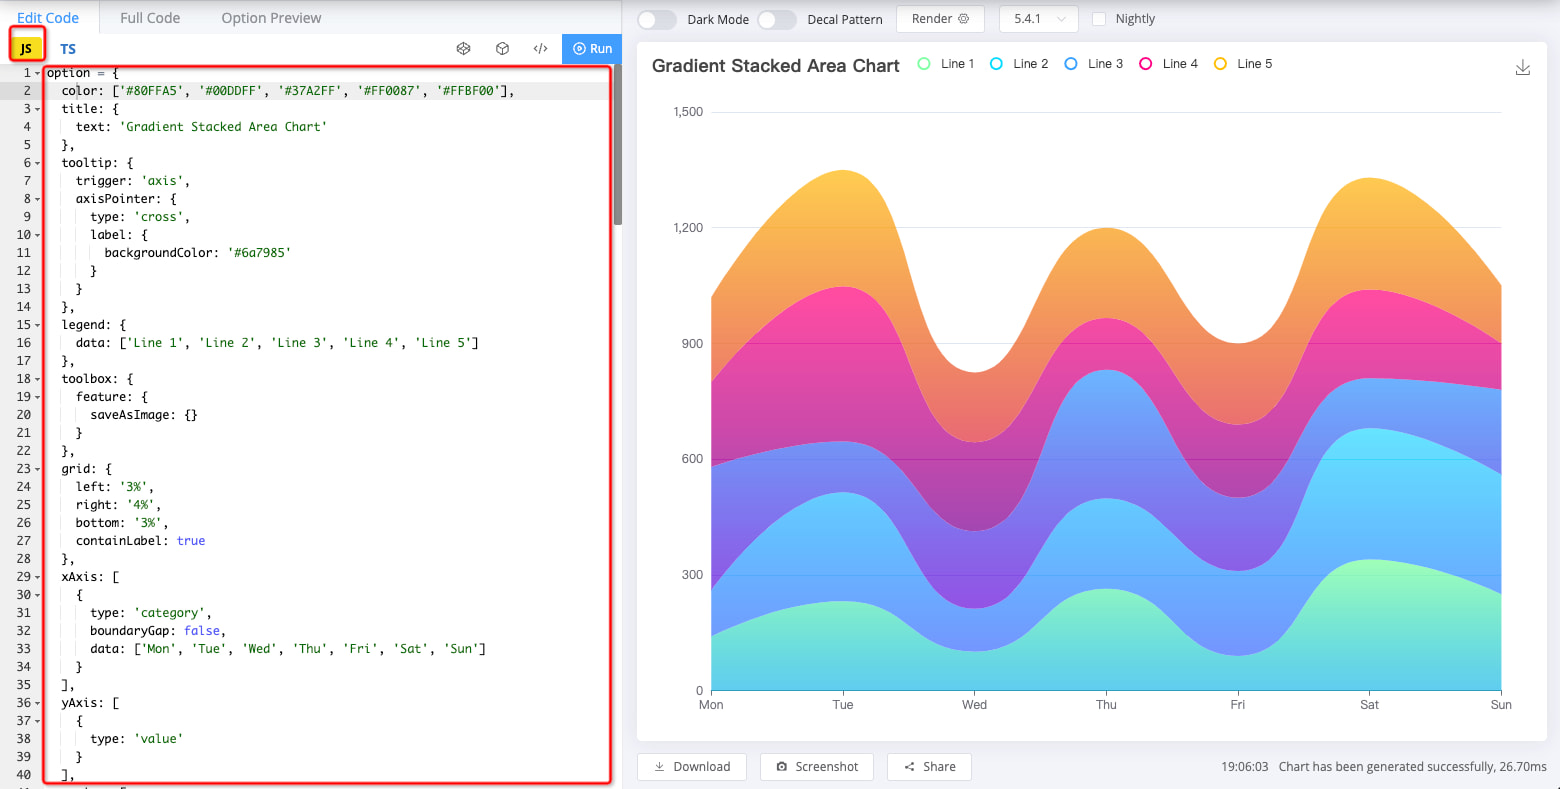 Edit Code Full Code Option Preview
JS TS Run
1 option = {
2 color: ['#80FFA5', '#00DDFF', '#37A2FF', '#FF0087', '#FFBF00'],
3 title: {
4 text: 'Gradient Stacked Area Chart'
5 },
6 tooltip: {
7 trigger: 'axis',
8 axisPointer: {
9 type: 'cross',
10 label: {
11 backgroundColor: '#6a7985'
12 }
13 }
14 },
15 legend: {
16 data: ['Line 1', 'Line 2', 'Line 3', 'Line 4', 'Line 5']
17 },
18 toolbox: {
19 feature: {
20 saveAsImage: {}
21 }
22 },
23 grid: {
24 left: '3%',
25 right: '4%',
26 bottom: '3%',
27 containLabel: true
28 },
29 xAxis: [
30 {
31 type: 'category',
32 boundaryGap: false,
33 data: ['Mon', 'Tue', 'Wed', 'Thu', 'Fri', 'Sat', 'Sun']
34 }
35 ],
36 yAxis: [
37 {
38 type: 'value'
39 }
40 ],
Dark Mode Decal Pattern Render 5.4.1 Nightly
Gradient Stacked Area Chart Line 1 Line 2 Line 3 Line 4 Line 5
1,500
1,200
900
600
300
0
Mon Tue Wed Thu Fri Sat Sun
Download Screenshot Share 19:06:03 Chart has been generated successfully, 26.70ms